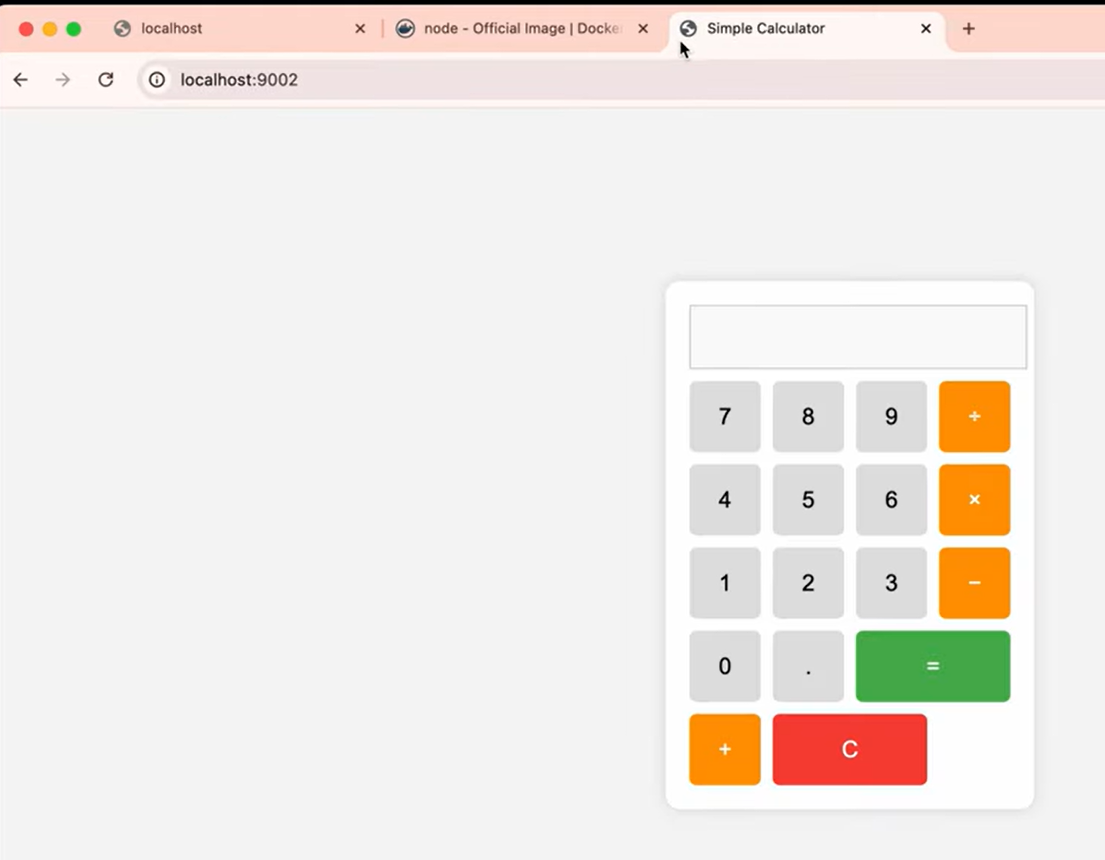 localhost
node - Official Image | Docke
Simple Calculator
localhost:9002
7 8 9 ÷
4 5 6 ×
1 2 3 −
0 . =
+ C